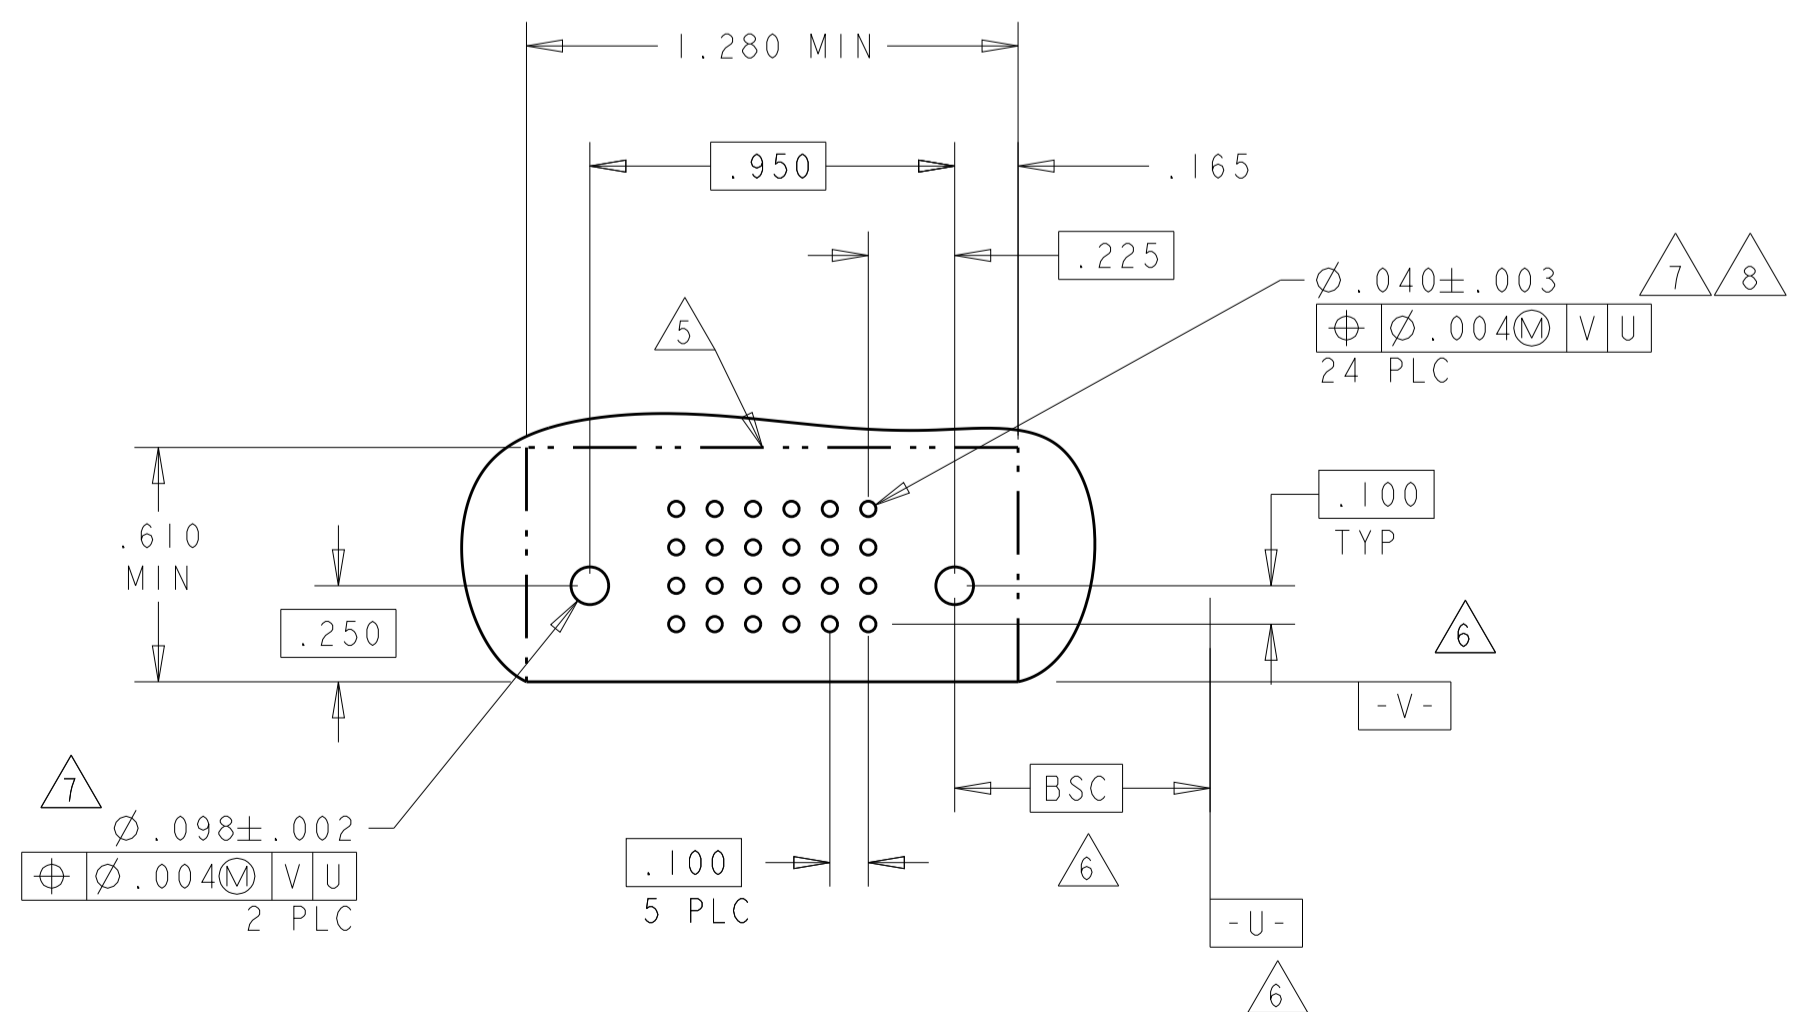 1.280 MIN
.950
.165
.225
⌀.040±.003
7
8
⌖ ⌀.004Ⓜ V U
24 PLC
5
.100
TYP
.610
MIN
.250
6
-V-
7
⌀.098±.002
⌖ ⌀.004Ⓜ V U
2 PLC
BSC
6
.100
5 PLC
-U-
6